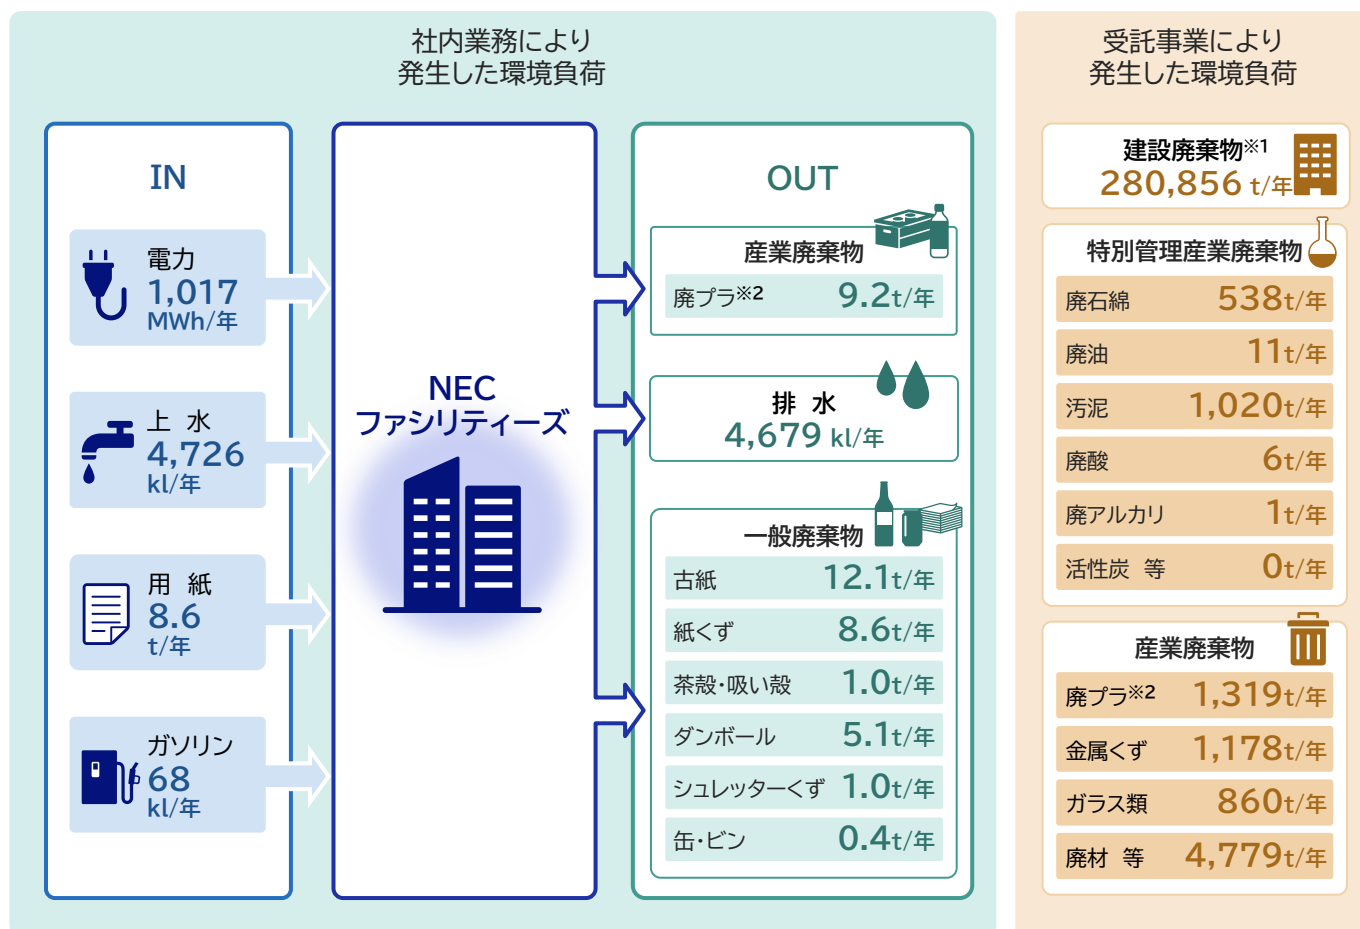 社内業務により
発生した環境負荷
IN
電力
1,017
MWh/年
上 水
4,726
kl/年
用 紙
8.6
t/年
ガソリン
68
kl/年
NEC
ファシリティーズ
OUT
産業廃棄物
廃プラ※2 9.2t/年
排 水
4,679 kl/年
一般廃棄物
古紙 12.1t/年
紙くず 8.6t/年
茶殻・吸い殻 1.0t/年
ダンボール 5.1t/年
シュレッターくず 1.0t/年
缶・ビン 0.4t/年
受託事業により
発生した環境負荷
建設廃棄物※1
280,856 t/年
特別管理産業廃棄物
廃石綿 538t/年
廃油 11t/年
汚泥 1,020t/年
廃酸 6t/年
廃アルカリ 1t/年
活性炭 等 0t/年
産業廃棄物
廃プラ※2 1,319t/年
金属くず 1,178t/年
ガラス類 860t/年
廃材 等 4,779t/年